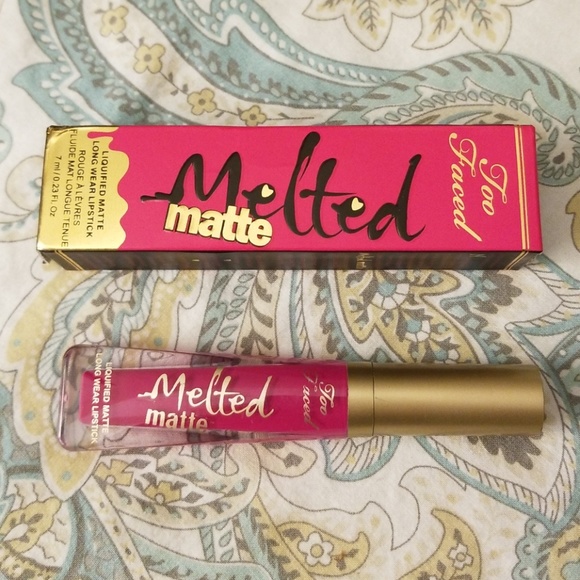 LIQUIFIED MATTE
LONG WEAR LIPSTICK
ROUGE À LÈVRES
FLUIDE MAT LONGUE TENUE
7 ml / 0.23 Fl. Oz
Melted
matte
Too
Faced
LIQUIFIED MATTE
LONG WEAR LIPSTICK
Melted
matte
Too
Faced